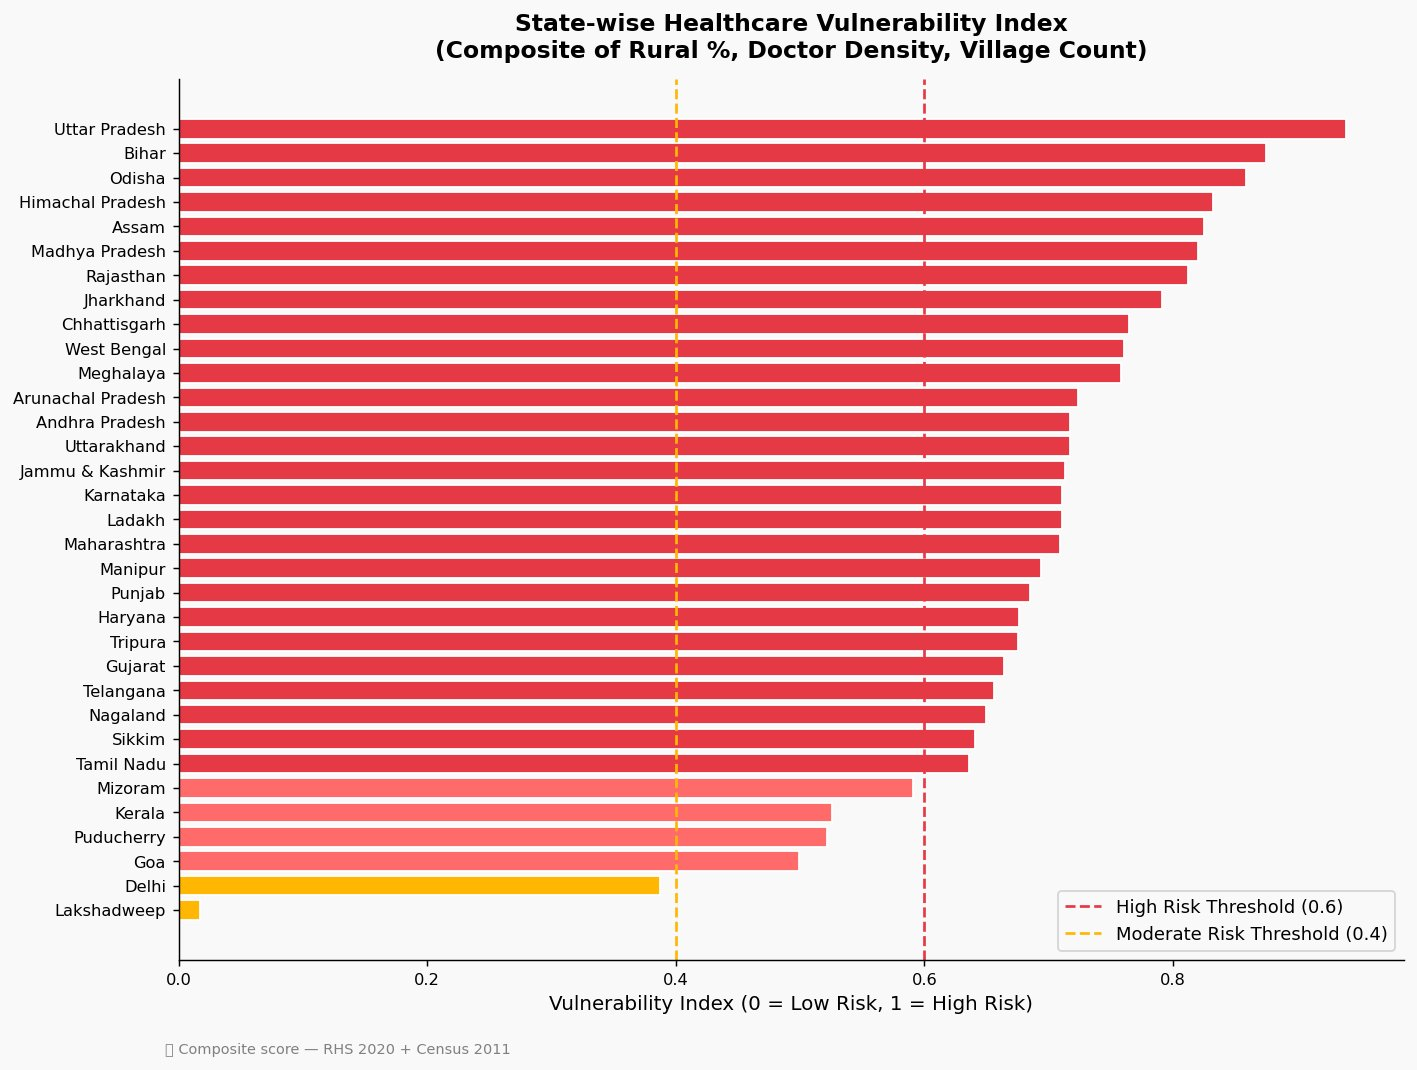 State-wise Healthcare Vulnerability Index
(Composite of Rural %, Doctor Density, Village Count)
Uttar Pradesh
Bihar
Odisha
Himachal Pradesh
Assam
Madhya Pradesh
Rajasthan
Jharkhand
Chhattisgarh
West Bengal
Meghalaya
Arunachal Pradesh
Andhra Pradesh
Uttarakhand
Jammu & Kashmir
Karnataka
Ladakh
Maharashtra
Manipur
Punjab
Haryana
Tripura
Gujarat
Telangana
Nagaland
Sikkim
Tamil Nadu
Mizoram
Kerala
Puducherry
Goa
Delhi
Lakshadweep
High Risk Threshold (0.6)
Moderate Risk Threshold (0.4)
0.0 0.2 0.4 0.6 0.8
Vulnerability Index (0 = Low Risk, 1 = High Risk)
Composite score — RHS 2020 + Census 2011